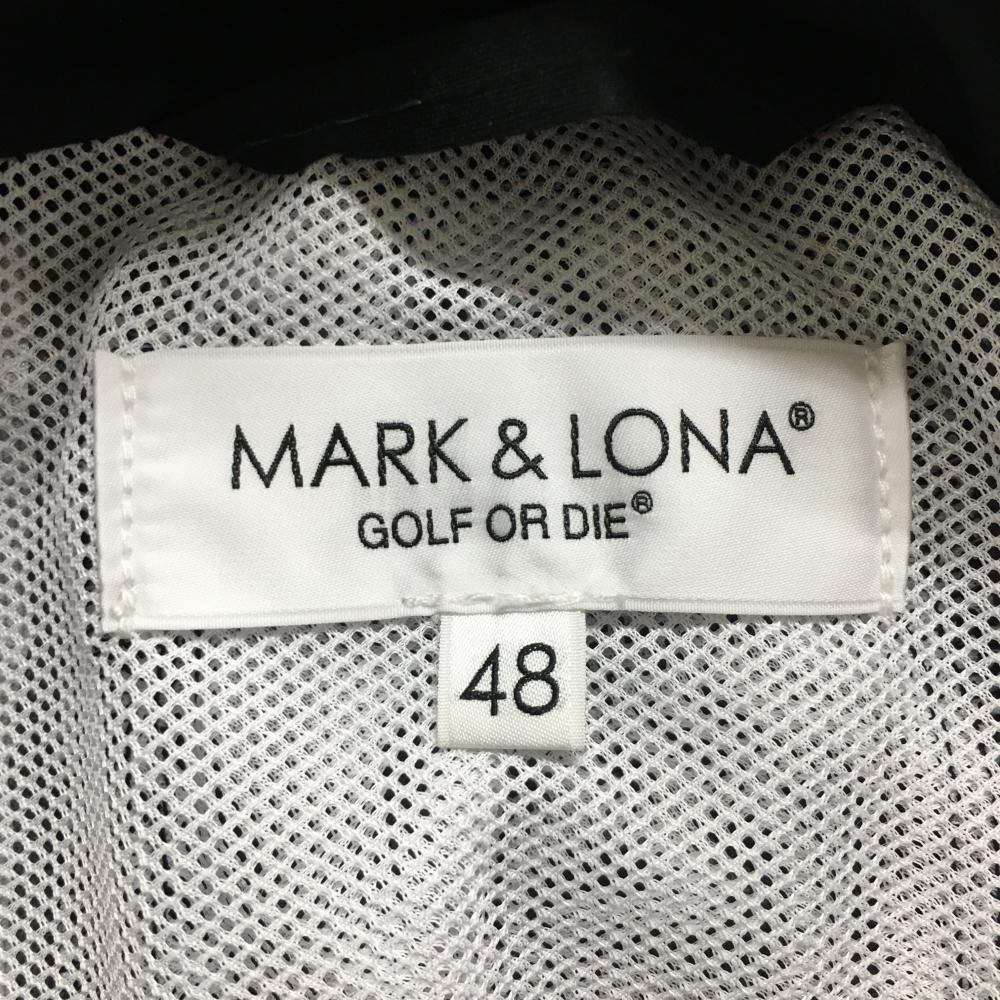 MARK & LONA®
GOLF OR DIE®
48